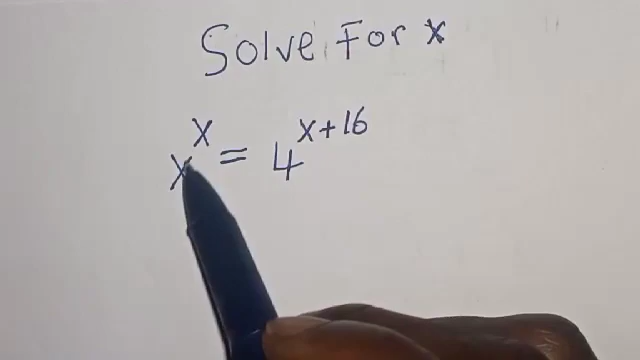 Solve For x
x^x = 4^{x+16}